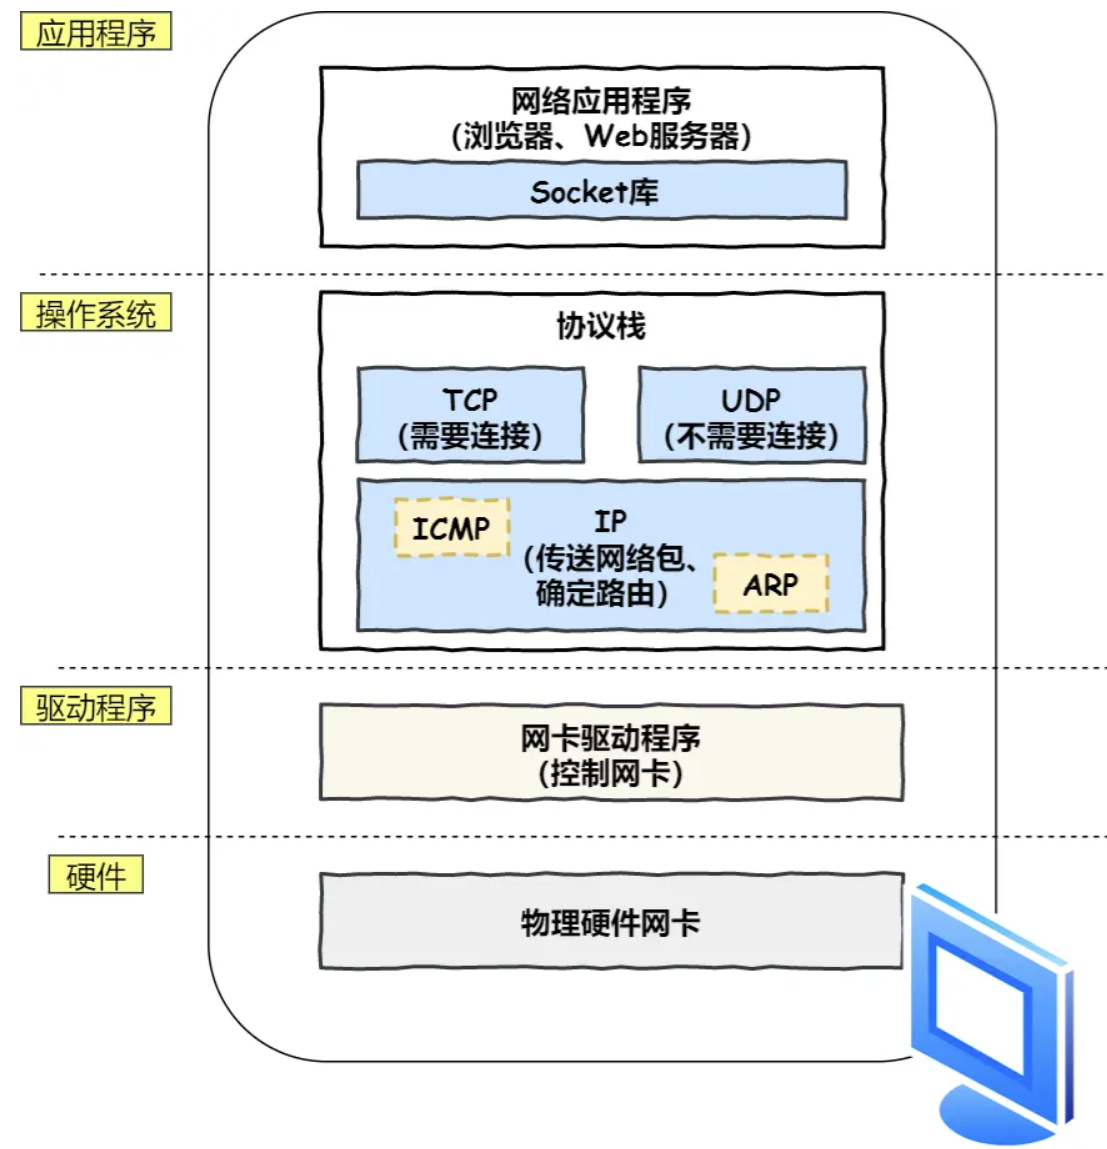 应用程序
网络应用程序
（浏览器、Web服务器）
Socket库
操作系统
协议栈
TCP
（需要连接）
UDP
（不需要连接）
ICMP
IP
（传送网络包、
确定路由）
ARP
驱动程序
网卡驱动程序
（控制网卡）
硬件
物理硬件网卡